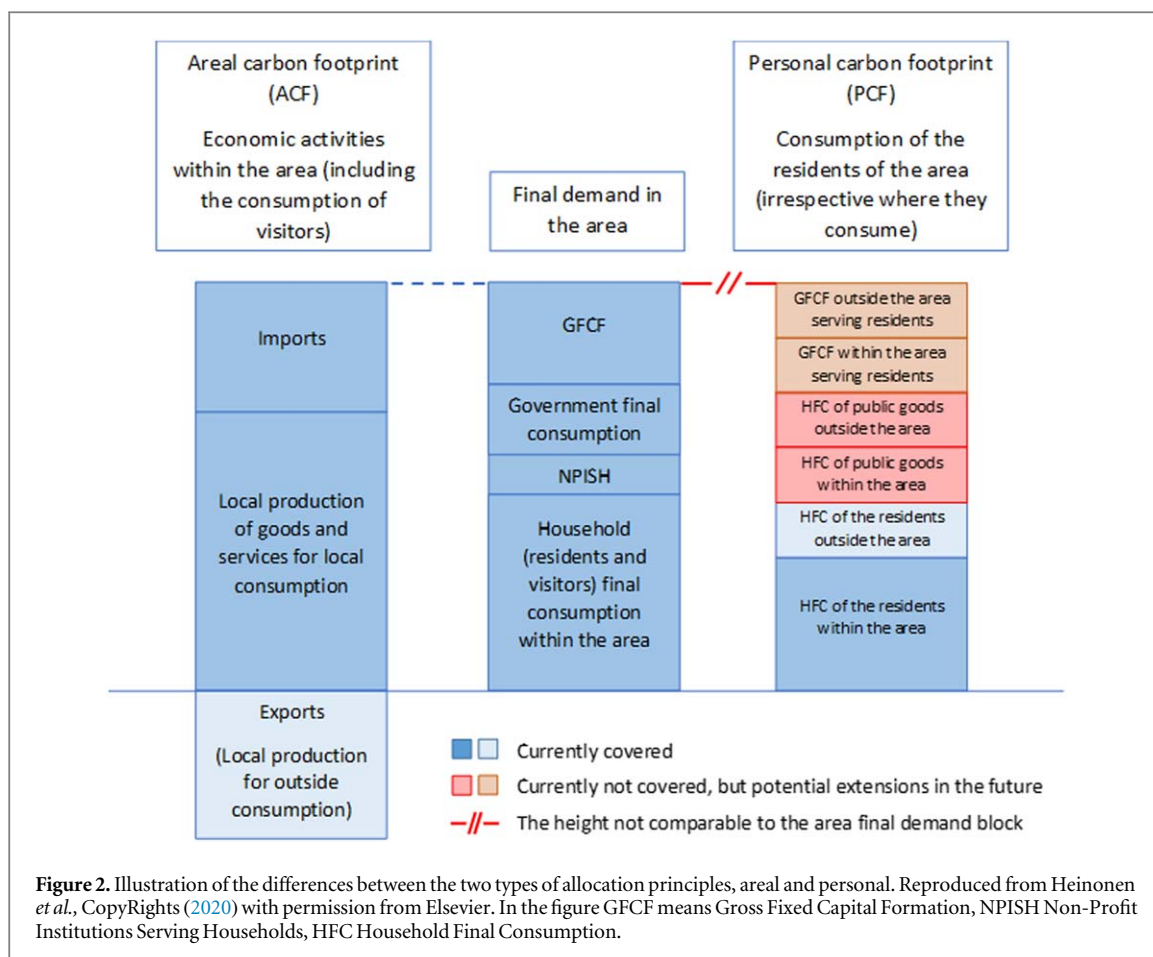 Areal carbon footprint
(ACF)
Economic activities
within the area (including
the consumption of
visitors)
Final demand in
the area
Personal carbon footprint
(PCF)
Consumption of the
residents of the area
(irrespective where they
consume)
Imports
Local production
of goods and
services for local
consumption
Exports
(Local production
for outside
consumption)
GFCF
Government final
consumption
NPISH
Household
(residents and
visitors) final
consumption
within the area
GFCF outside the area
serving residents
GFCF within the area
serving residents
HFC of public goods
outside the area
HFC of public goods
within the area
HFC of the residents
outside the area
HFC of the residents
within the area
Currently covered
Currently not covered, but potential extensions in the future
The height not comparable to the area final demand block
Figure 2. Illustration of the differences between the two types of allocation principles, areal and personal. Reproduced from Heinonen
et al., CopyRights (2020) with permission from Elsevier. In the figure GFCF means Gross Fixed Capital Formation, NPISH Non-Profit
Institutions Serving Households, HFC Household Final Consumption.